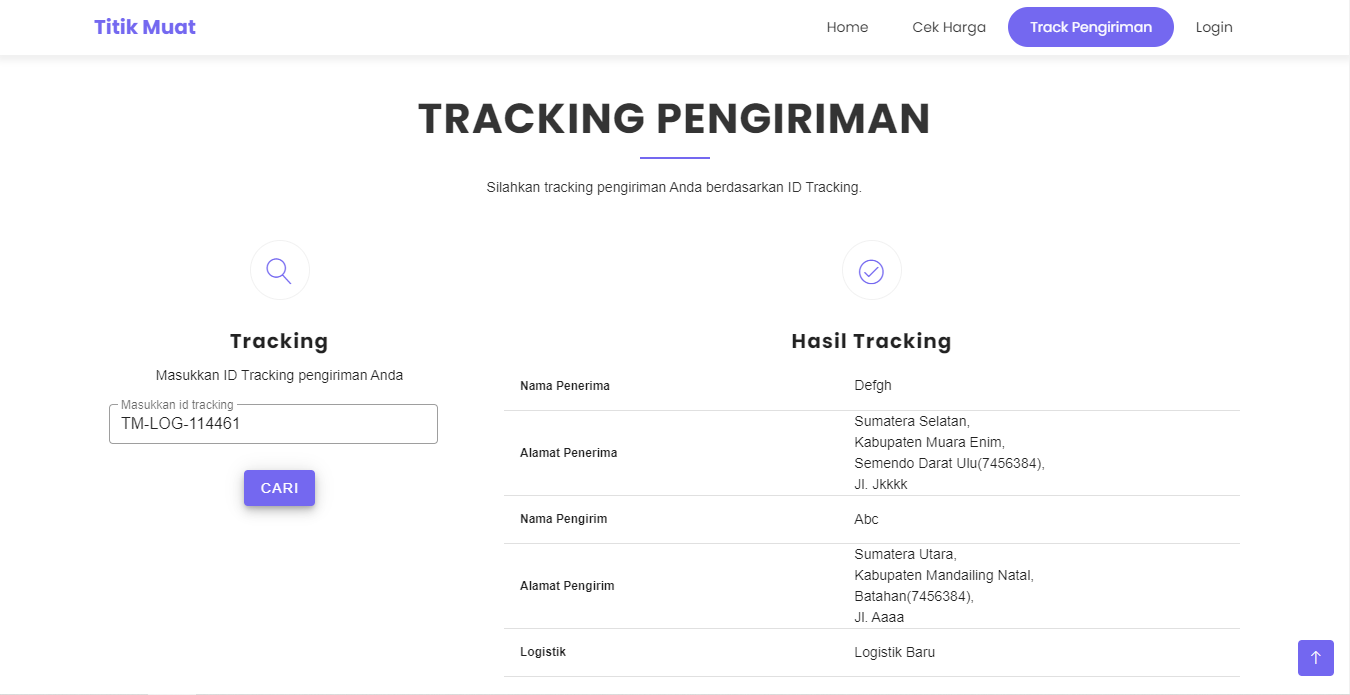 Titik Muat
Home
Cek Harga
Track Pengiriman
Login
TRACKING PENGIRIMAN
Silahkan tracking pengiriman Anda berdasarkan ID Tracking.
Tracking
Masukkan ID Tracking pengiriman Anda
Masukkan id tracking
TM-LOG-114461
CARI
Hasil Tracking
Nama Penerima
Defgh
Alamat Penerima
Sumatera Selatan,
Kabupaten Muara Enim,
Semendo Darat Ulu(7456384),
Jl. Jkkkk
Nama Pengirim
Abc
Alamat Pengirim
Sumatera Utara,
Kabupaten Mandailing Natal,
Batahan(7456384),
Jl. Aaaa
Logistik
Logistik Baru